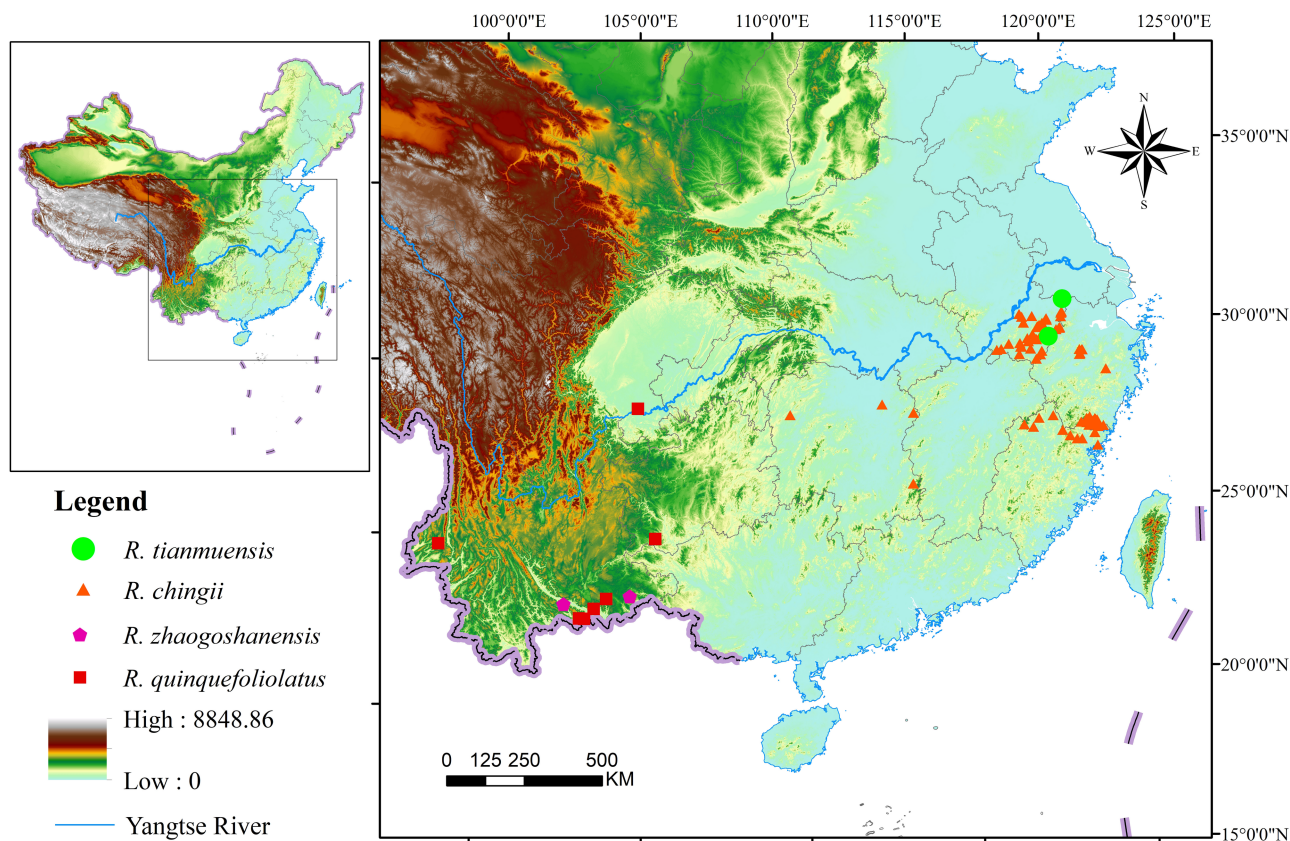 100°0'0"E 105°0'0"E 110°0'0"E 115°0'0"E 120°0'0"E 125°0'0"E
N
W E
S
35°0'0"N
30°0'0"N
25°0'0"N
20°0'0"N
15°0'0"N
0 125 250 500
KM
Legend
R. tianmuensis
R. chingii
R. zhaogoshanensis
R. quinquefoliolatus
High : 8848.86
Low : 0
Yangtse River